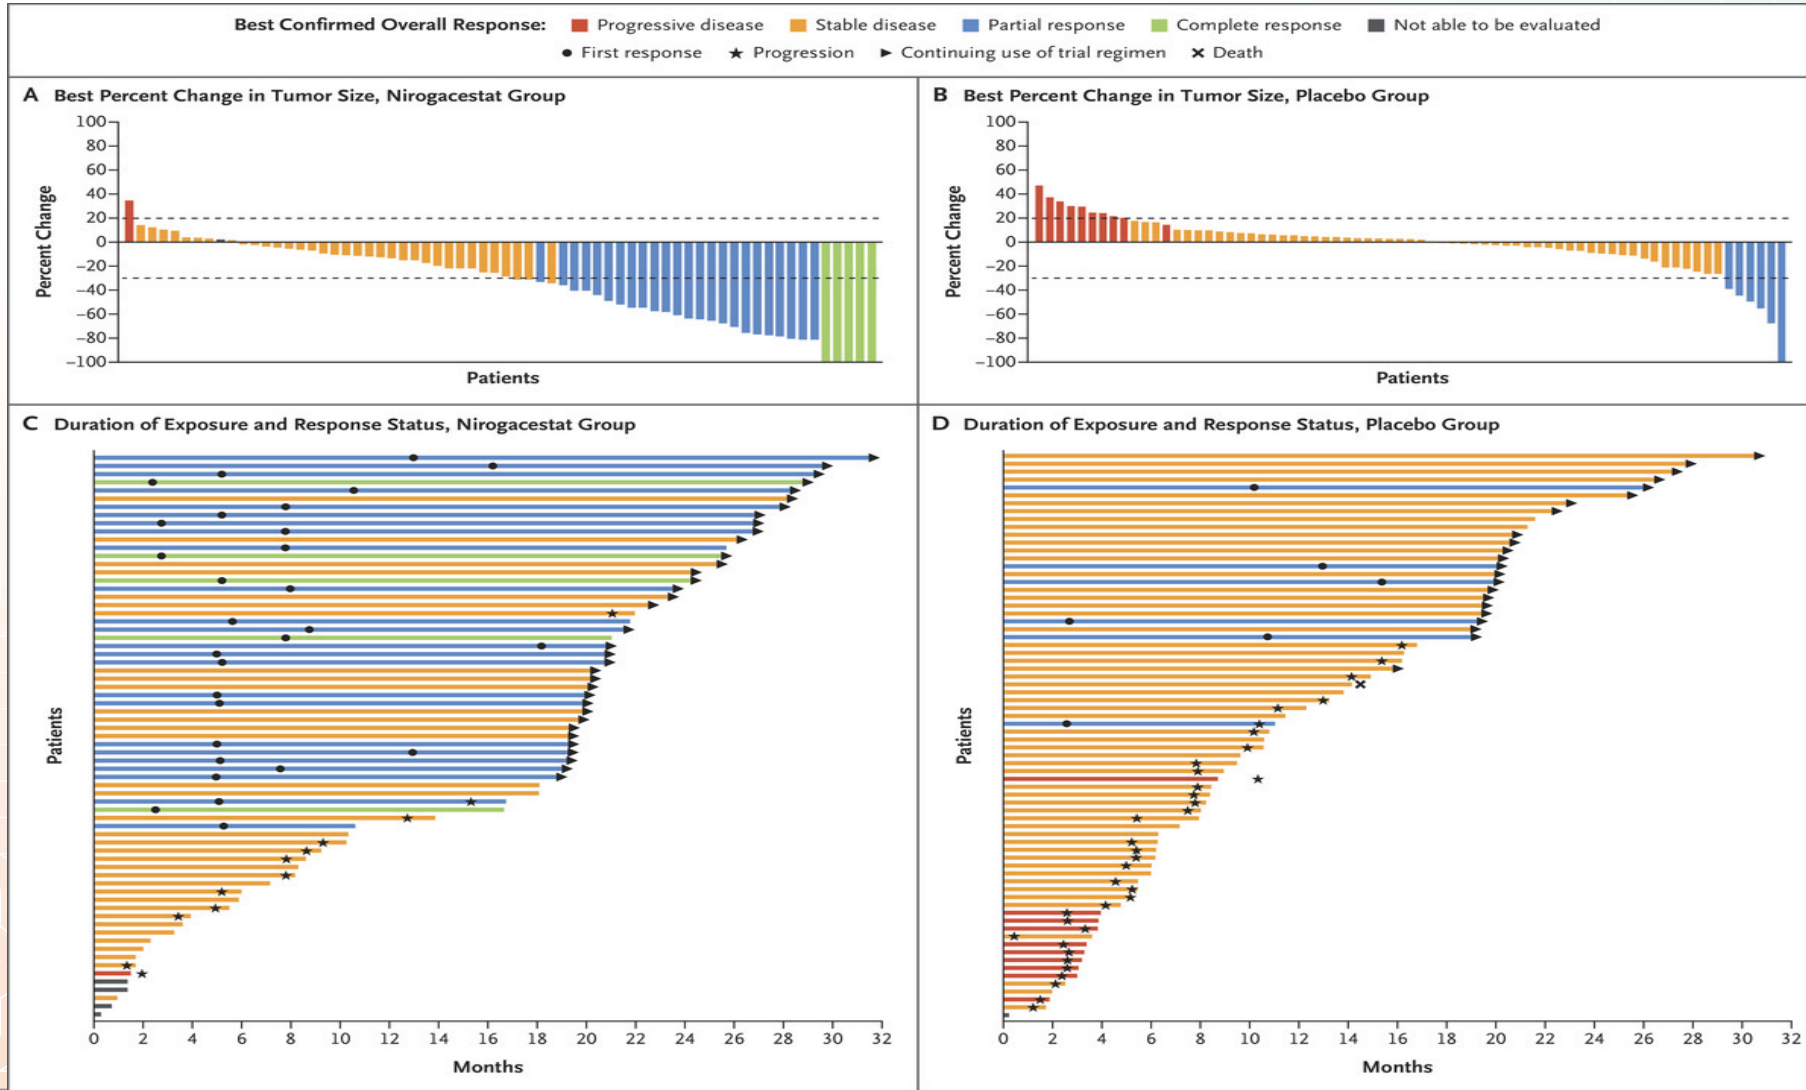 Best Confirmed Overall Response: Progressive disease Stable disease Partial response Complete response Not able to be evaluated
First response Progression Continuing use of trial regimen Death
A Best Percent Change in Tumor Size, Nirogacestat Group
Percent Change
100
80
60
40
20
0
−20
−40
−60
−80
−100
Patients
B Best Percent Change in Tumor Size, Placebo Group
Percent Change
100
80
60
40
20
0
−20
−40
−60
−80
−100
Patients
C Duration of Exposure and Response Status, Nirogacestat Group
Patients
0 2 4 6 8 10 12 14 16 18 20 22 24 26 28 30 32
Months
D Duration of Exposure and Response Status, Placebo Group
Patients
0 2 4 6 8 10 12 14 16 18 20 22 24 26 28 30 32
Months